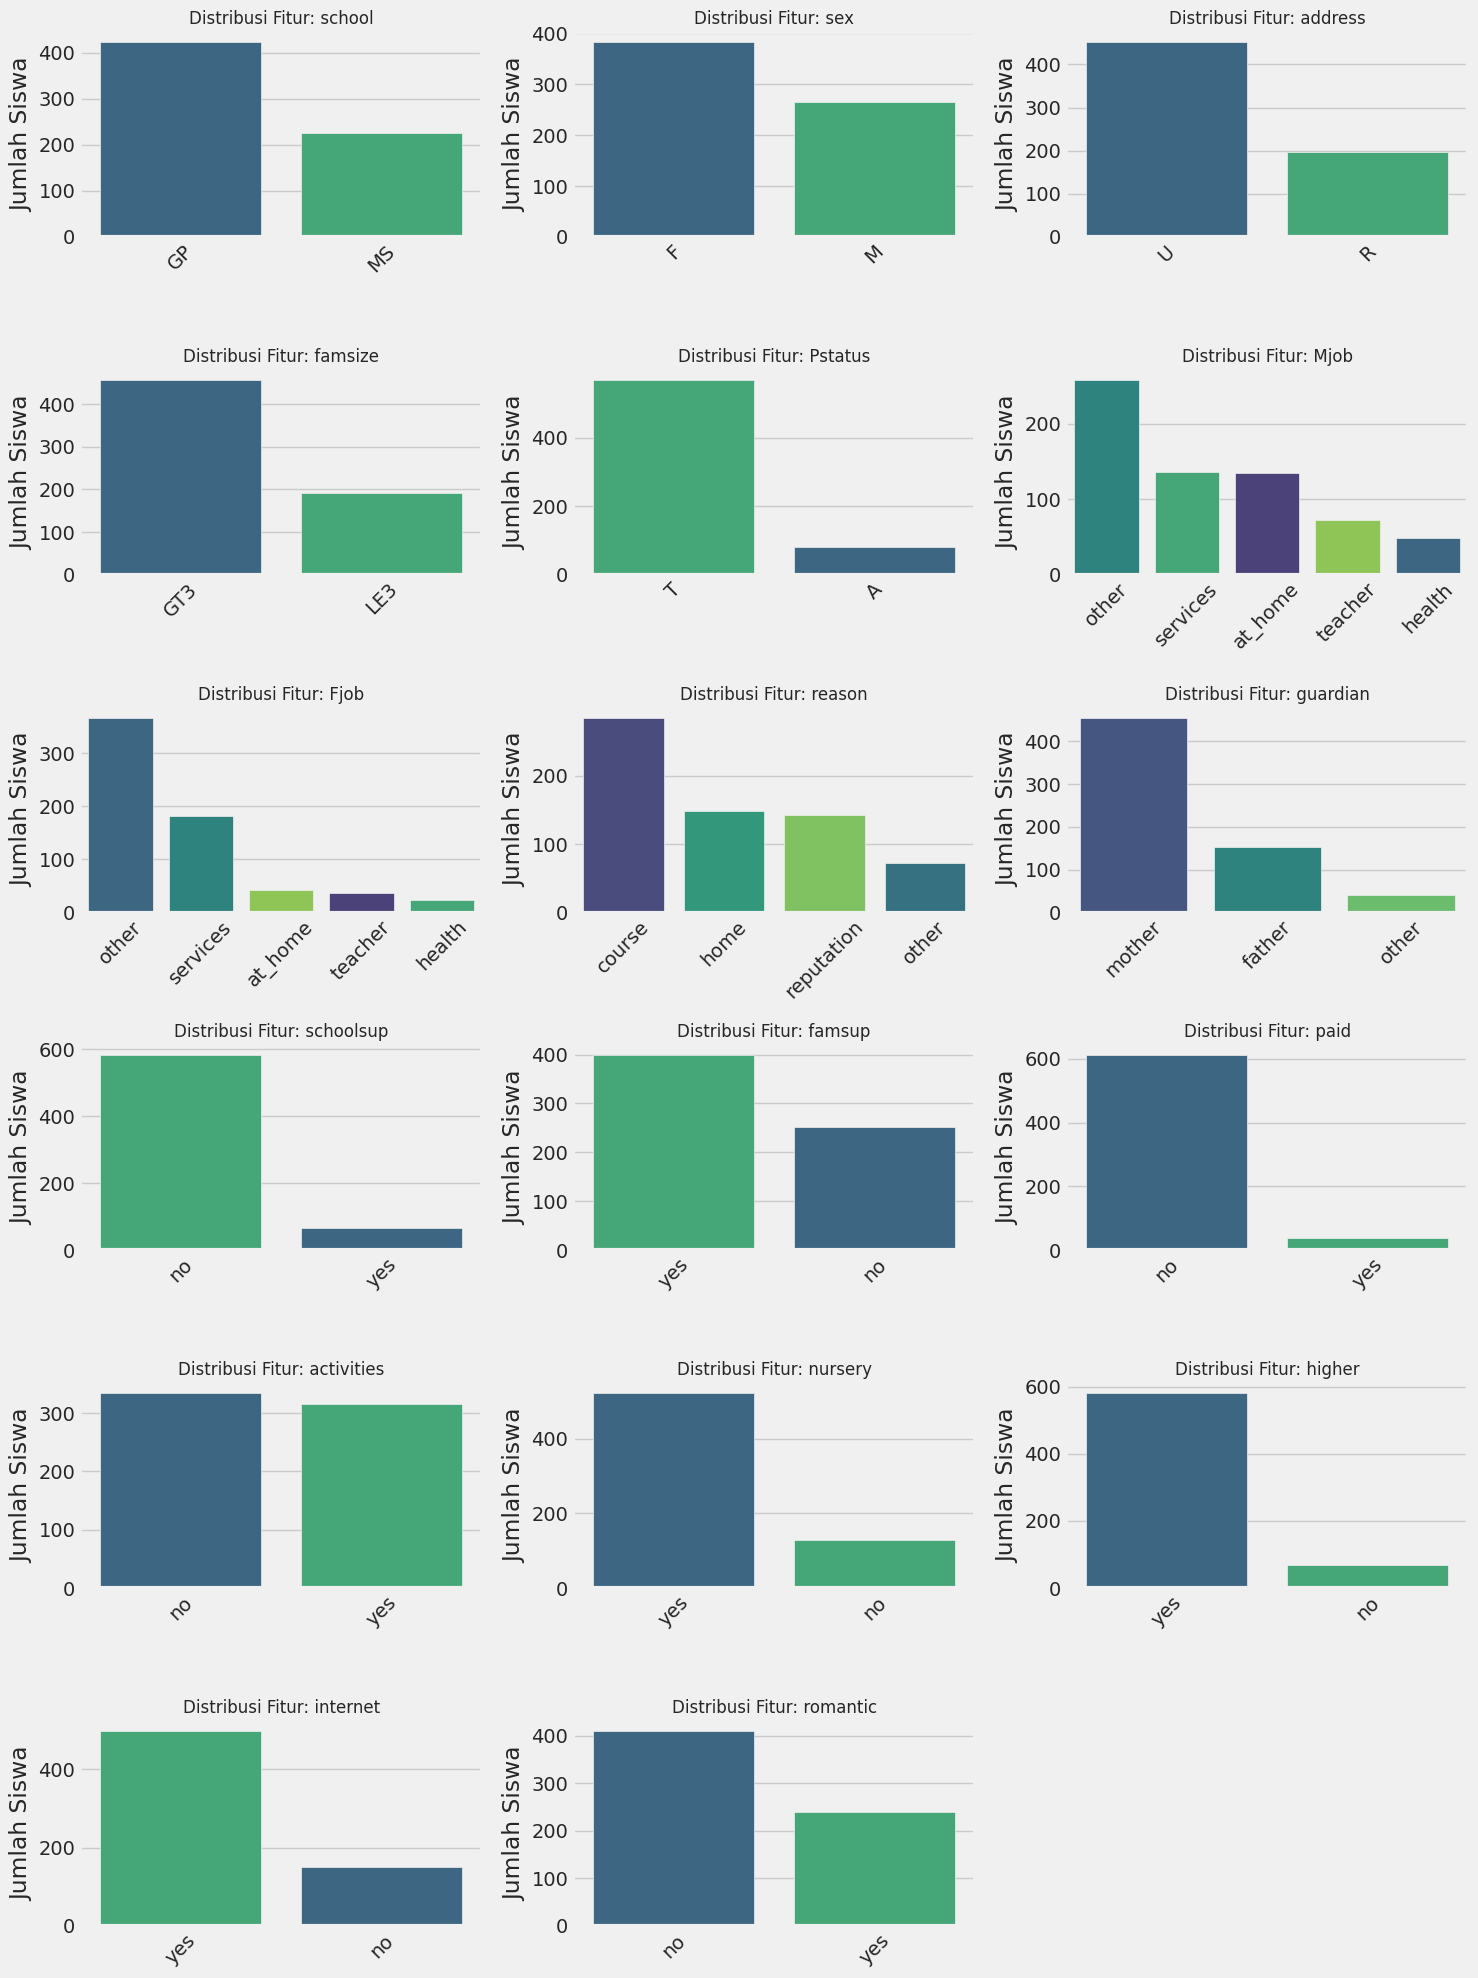 Distribusi Fitur: school
Jumlah Siswa
400
300
200
100
0
GP
MS
Distribusi Fitur: sex
Jumlah Siswa
400
300
200
100
0
F
M
Distribusi Fitur: address
Jumlah Siswa
400
300
200
100
0
U
R
Distribusi Fitur: famsize
Jumlah Siswa
400
300
200
100
0
GT3
LE3
Distribusi Fitur: Pstatus
Jumlah Siswa
400
200
0
T
A
Distribusi Fitur: Mjob
Jumlah Siswa
200
100
0
other
services
at_home
teacher
health
Distribusi Fitur: Fjob
Jumlah Siswa
300
200
100
0
other
services
at_home
teacher
health
Distribusi Fitur: reason
Jumlah Siswa
200
100
0
course
home
reputation
other
Distribusi Fitur: guardian
Jumlah Siswa
400
300
200
100
0
mother
father
other
Distribusi Fitur: schoolsup
Jumlah Siswa
600
400
200
0
no
yes
Distribusi Fitur: famsup
Jumlah Siswa
400
300
200
100
0
yes
no
Distribusi Fitur: paid
Jumlah Siswa
600
400
200
0
no
yes
Distribusi Fitur: activities
Jumlah Siswa
300
200
100
0
no
yes
Distribusi Fitur: nursery
Jumlah Siswa
400
200
0
yes
no
Distribusi Fitur: higher
Jumlah Siswa
600
400
200
0
yes
no
Distribusi Fitur: internet
Jumlah Siswa
400
200
0
yes
no
Distribusi Fitur: romantic
Jumlah Siswa
400
300
200
100
0
no
yes